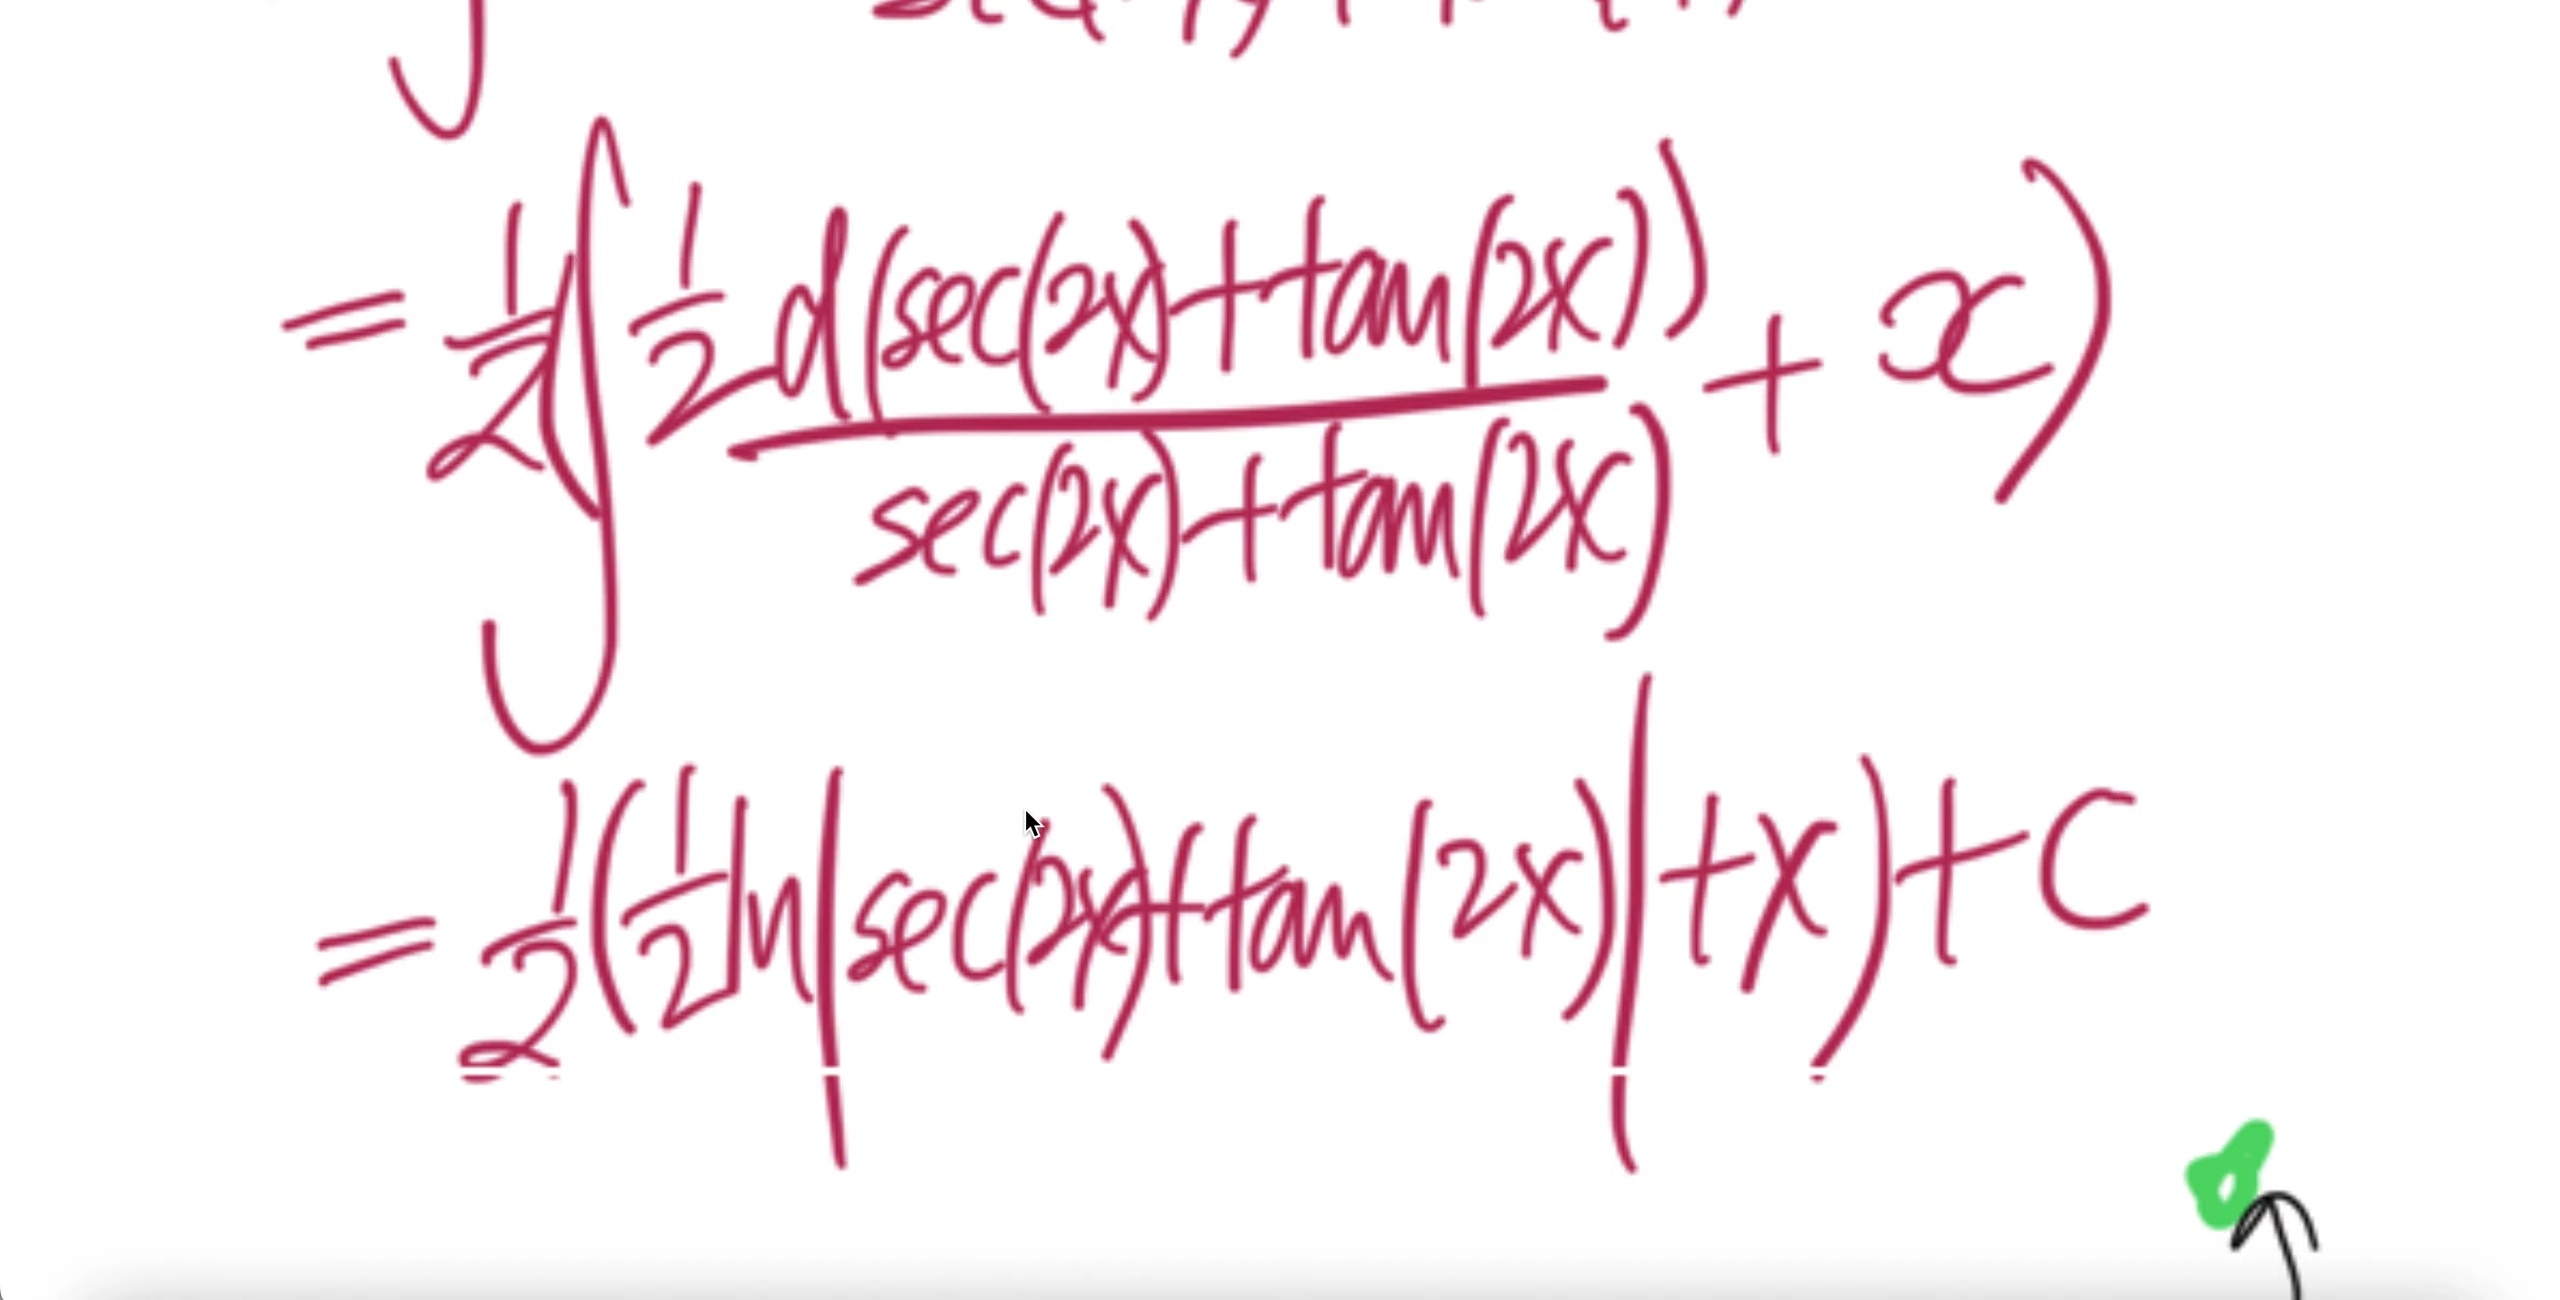 = 1/2 (∫ 1/2 d(sec(2x)+tan(2x)) / sec(2x)+tan(2x) + x)
= 1/2 (1/2 ln|sec(2x)+tan(2x)|+x)+C